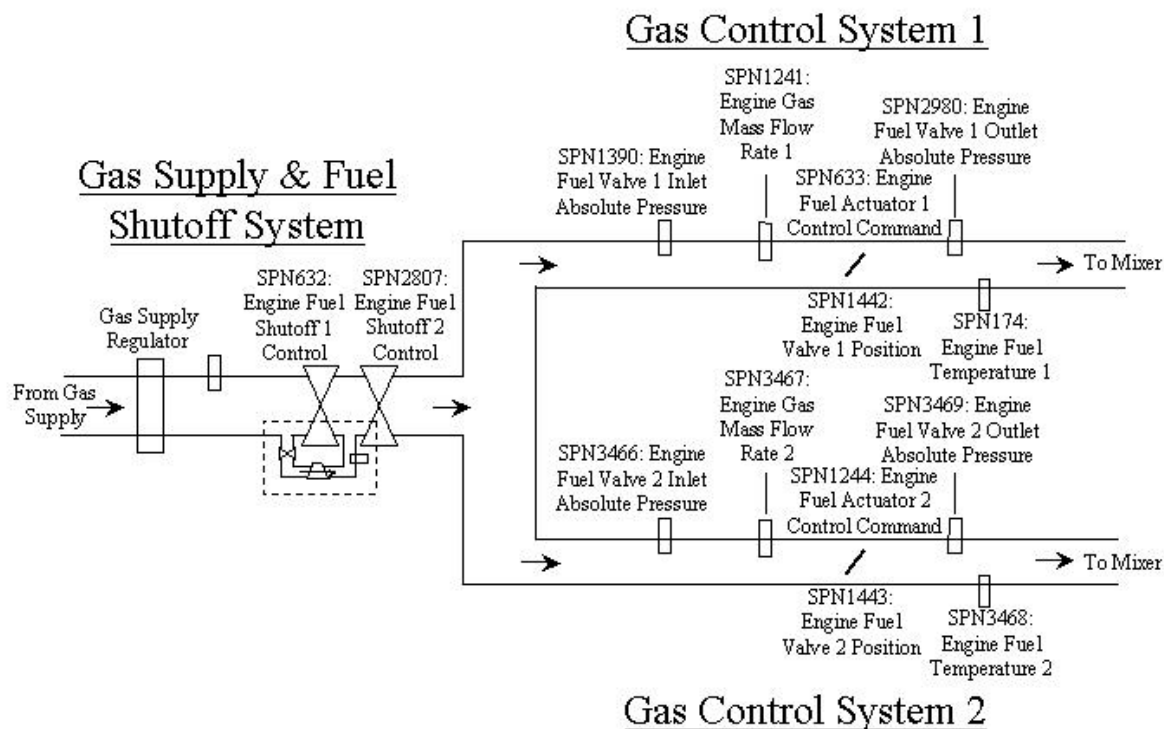 Gas Control System 1
SPN1241:
Engine Gas
Mass Flow
Rate 1
SPN2980: Engine
Fuel Valve 1 Outlet
Absolute Pressure
SPN1390: Engine
Fuel Valve 1 Inlet
Absolute Pressure
SPN633: Engine
Fuel Actuator 1
Control Command
Gas Supply & Fuel
Shutoff System
To Mixer
SPN632:
Engine Fuel
Shutoff 1
Control
SPN2807:
Engine Fuel
Shutoff 2
Control
Gas Supply
Regulator
From Gas
Supply
SPN1442:
Engine Fuel
Valve 1 Position
SPN174:
Engine Fuel
Temperature 1
SPN3467:
Engine Gas
Mass Flow
Rate 2
SPN3469: Engine
Fuel Valve 2 Outlet
Absolute Pressure
SPN3466: Engine
Fuel Valve 2 Inlet
Absolute Pressure
SPN1244: Engine
Fuel Actuator 2
Control Command
To Mixer
SPN1443:
Engine Fuel
Valve 2 Position
SPN3468:
Engine Fuel
Temperature 2
Gas Control System 2